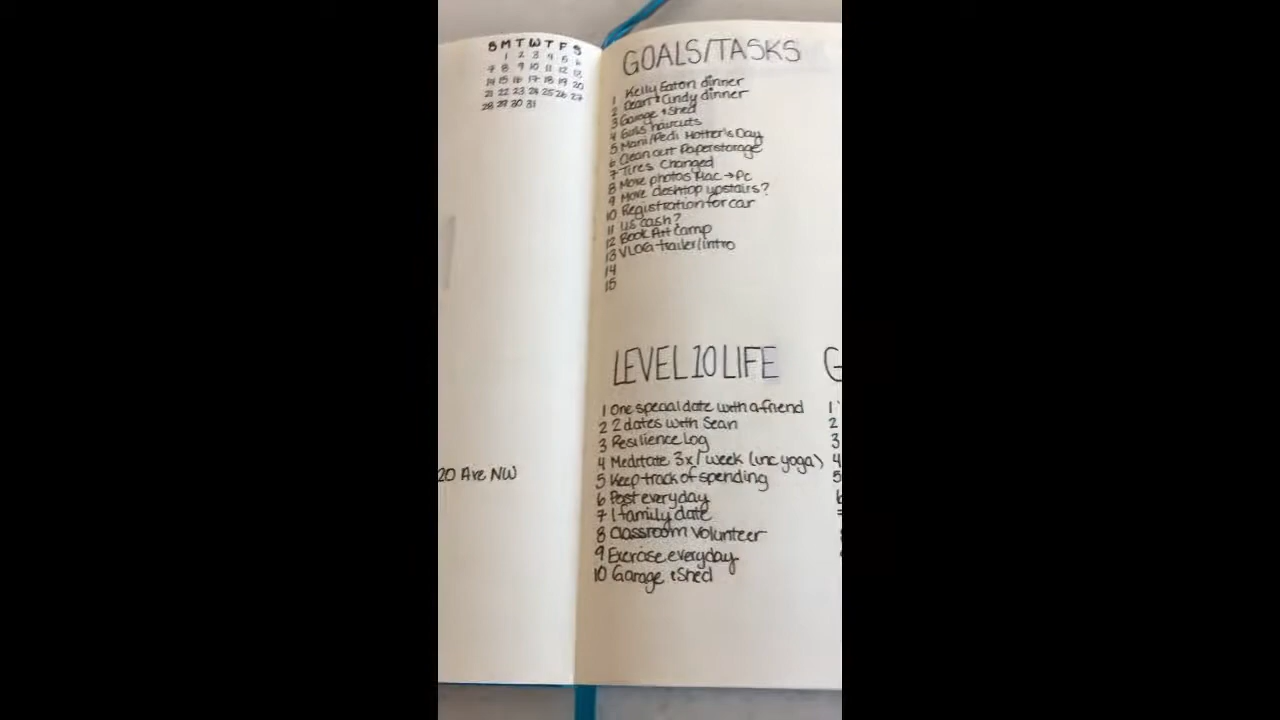 S M T W T F S
1 2 3 4 5 6
7 8 9 10 11 12 13
14 15 16 17 18 19 20
21 22 23 24 25 26 27
28 29 30 31
20 Ave NW
GOALS/TASKS
1 Kelly Eaton dinner
2 Dean + Cindy dinner
3 Garage + Shed
4 Girls haircuts
5 Mani/Pedi Mother's Day
6 Clean out Paperstorage
7 Tires Changed
8 Move photos Mac → Pc
9 Move desktop upstairs?
10 Registration for car
11 US cash?
12 Book Art Camp
13 VLOG trailer/intro
14
15
LEVEL 10 LIFE
1 One special date with a friend
2 2 dates with Sean
3 Resilience Log
4 Meditate 3x/week (inc yoga)
5 Keep track of spending
6 Post everyday
7 1 family date
8 Classroom Volunteer
9 Exercise everyday
10 Garage + Shed
G
1
2
3
4
5
6